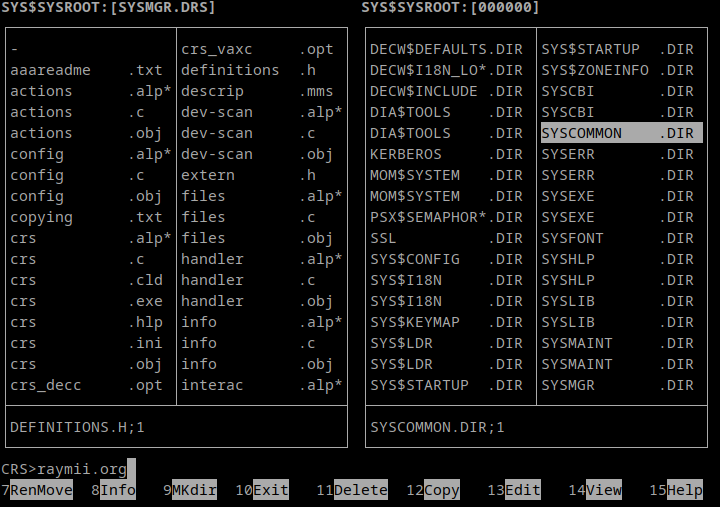 SYS$SYSROOT:[SYSMGR.DRS] SYS$SYSROOT:[000000]
- crs_vaxc .opt DECW$DEFAULTS.DIR SYS$STARTUP .DIR
aaareadme .txt definitions .h DECW$I18N_LO*.DIR SYS$ZONEINFO .DIR
actions .alp* descrip .mms DECW$INCLUDE .DIR SYSCBI .DIR
actions .c dev-scan .alp* DIA$TOOLS .DIR SYSCBI .DIR
actions .obj dev-scan .c DIA$TOOLS .DIR SYSCOMMON .DIR
config .alp* dev-scan .obj KERBEROS .DIR SYSERR .DIR
config .c extern .h MOM$SYSTEM .DIR SYSERR .DIR
config .obj files .alp* MOM$SYSTEM .DIR SYSEXE .DIR
copying .txt files .c PSX$SEMAPHOR*.DIR SYSEXE .DIR
crs .alp* files .obj SSL .DIR SYSFONT .DIR
crs .c handler .alp* SYS$CONFIG .DIR SYSHLP .DIR
crs .cld handler .c SYS$I18N .DIR SYSHLP .DIR
crs .exe handler .obj SYS$I18N .DIR SYSLIB .DIR
crs .hlp info .alp* SYS$KEYMAP .DIR SYSLIB .DIR
crs .ini info .c SYS$LDR .DIR SYSMAINT .DIR
crs .obj info .obj SYS$LDR .DIR SYSMAINT .DIR
crs_decc .opt interac .alp* SYS$STARTUP .DIR SYSMGR .DIR
DEFINITIONS.H;1 SYSCOMMON.DIR;1
CRS>raymii.org
7RenMove 8Info 9MKdir 10Exit 11Delete 12Copy 13Edit 14View 15Help